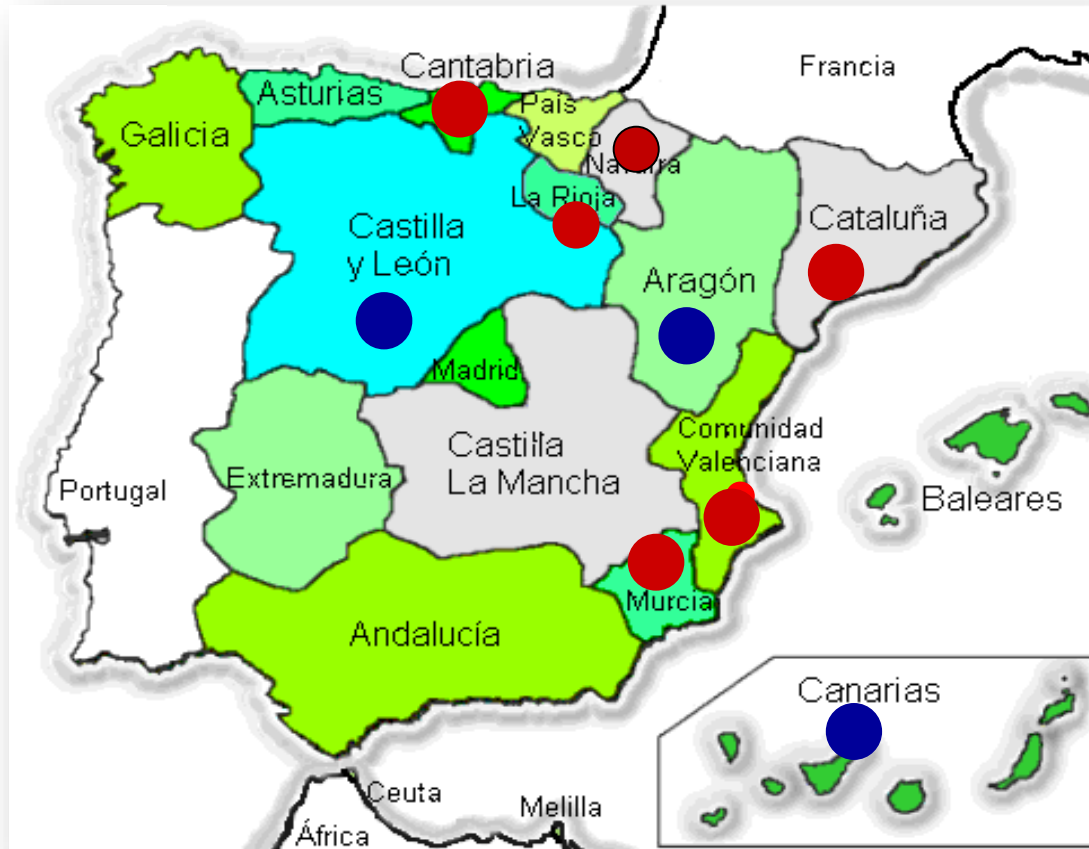 Cantabria
Francia
Asturias
País
Vasco
Galicia
Navarra
La Rioja
Cataluña
Castilla
y León
Aragón
Madrid
Comunidad
Valenciana
Castilla
La Mancha
Extremadura
Portugal
Baleares
Murcia
Andalucía
Canarias
Ceuta
Melilla
África